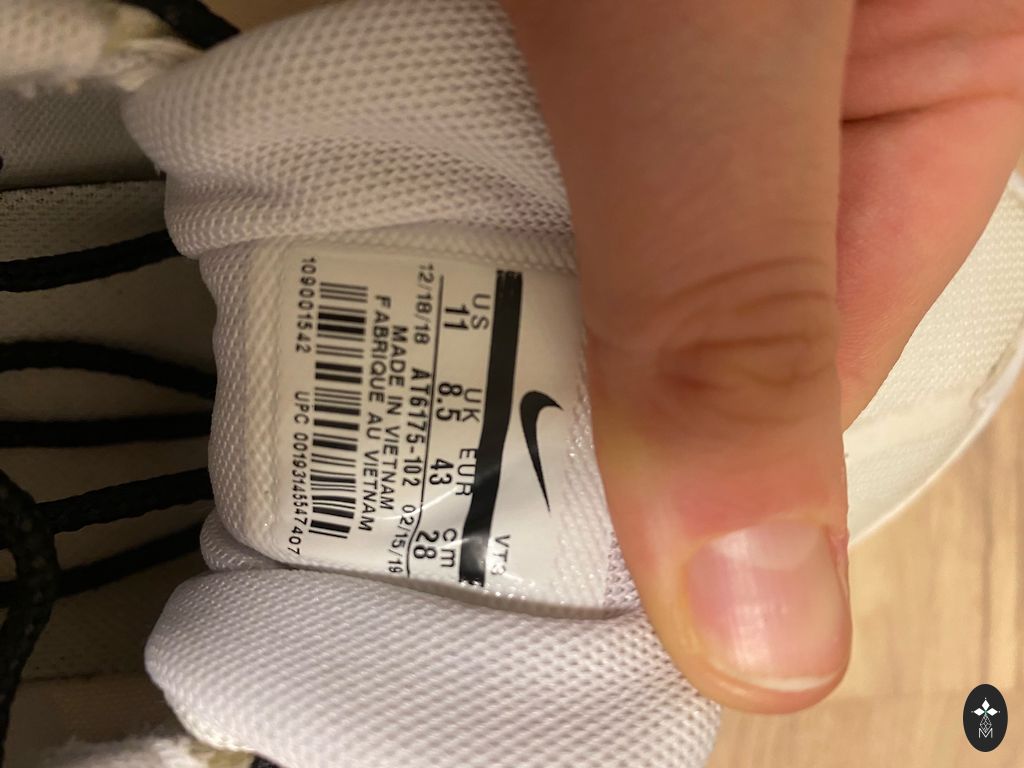 VT3
US UK EUR cm
11 8.5 43 28
12/18/18 AT6175-102 02/15/19
MADE IN VIETNAM
FABRIQUE AU VIETNAM
109001542 UPC 00193145547407
M